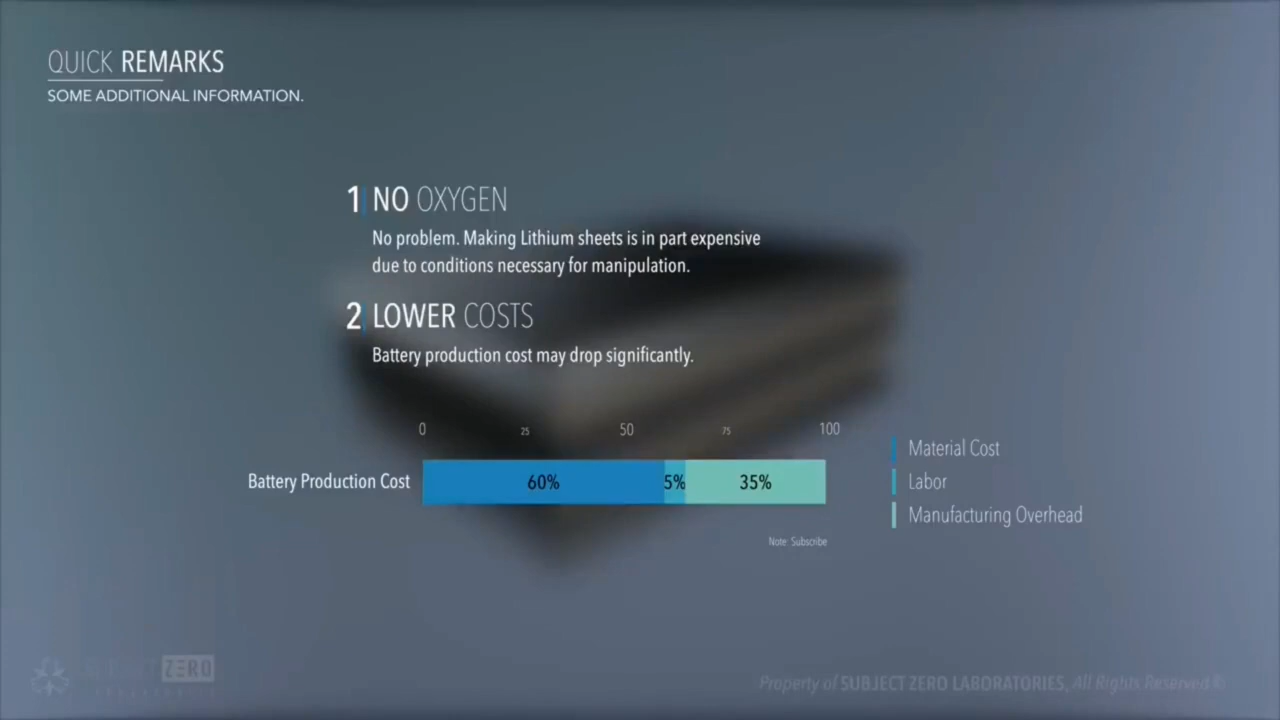 QUICK REMARKS
SOME ADDITIONAL INFORMATION.
1 NO OXYGEN
No problem. Making Lithium sheets is in part expensive
due to conditions necessary for manipulation.
2 LOWER COSTS
Battery production cost may drop significantly.
0 25 50 75 100
Battery Production Cost 60% 5% 35%
Material Cost
Labor
Manufacturing Overhead
Note: Subscribe
ZERO
Property of SUBJECT ZERO LABORATORIES, All Rights Reserved ©